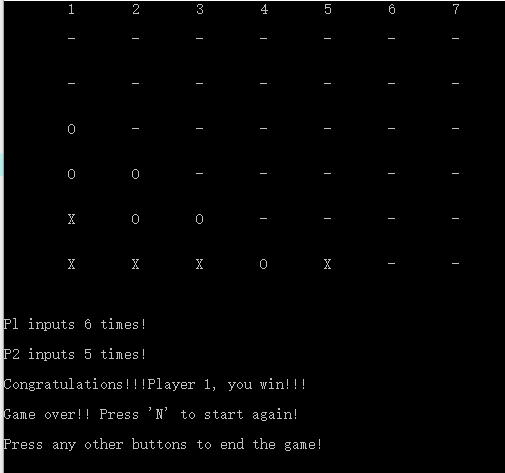 1 2 3 4 5 6 7
- - - - - - -
- - - - - - -
O - - - - - -
O O - - - - -
X O O - - - -
X X X O X - -
P1 inputs 6 times!
P2 inputs 5 times!
Congratulations!!!Player 1, you win!!!
Game over!! Press 'N' to start again!
Press any other buttons to end the game!